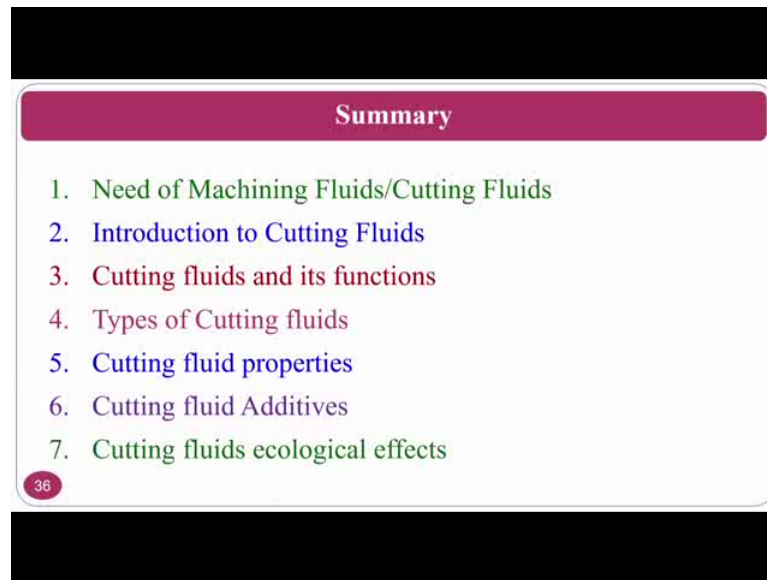 Summary
1. Need of Machining Fluids/Cutting Fluids
2. Introduction to Cutting Fluids
3. Cutting fluids and its functions
4. Types of Cutting fluids
5. Cutting fluid properties
6. Cutting fluid Additives
7. Cutting fluids ecological effects
36